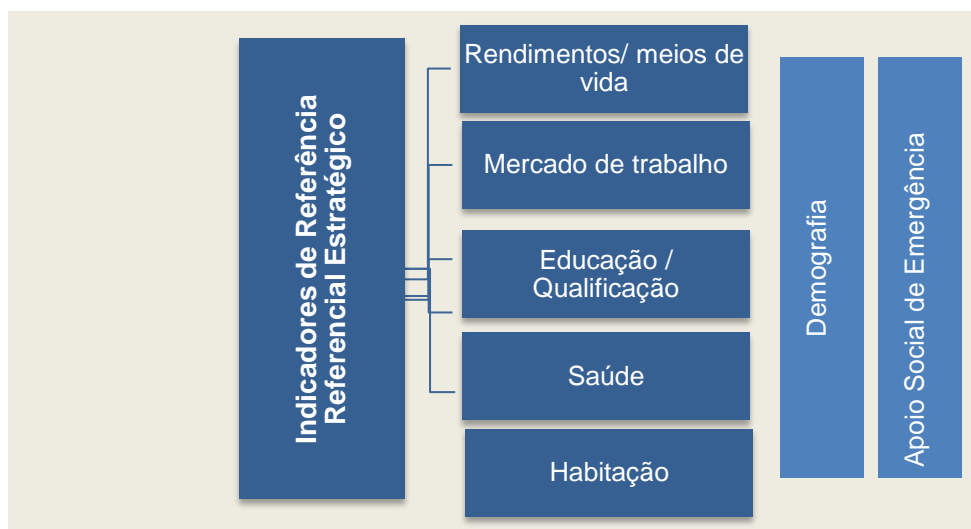 Indicadores de Referência
Referencial Estratégico
Rendimentos/ meios de
vida
Mercado de trabalho
Educação /
Qualificação
Saúde
Habitação
Demografia
Apoio Social de Emergência